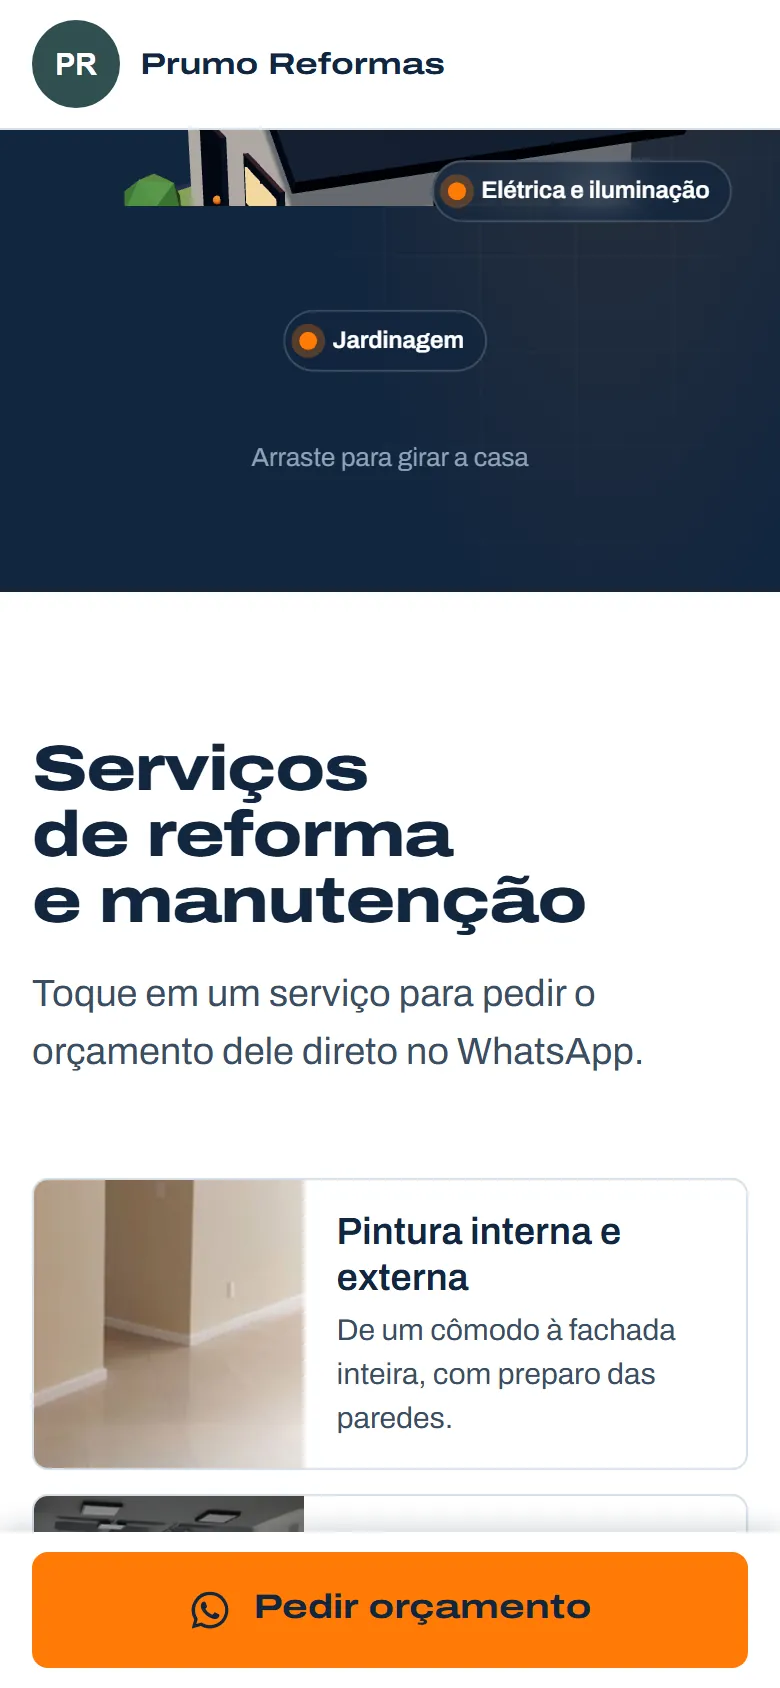 PR
Prumo Reformas
Elétrica e iluminação
Jardinagem
Arraste para girar a casa
Serviços
de reforma
e manutenção
Toque em um serviço para pedir o
orçamento dele direto no WhatsApp.
Pintura interna e
externa
De um cômodo à fachada
inteira, com preparo das
paredes.
Pedir orçamento